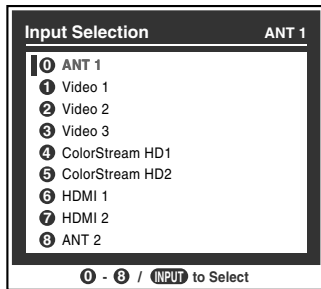 Input Selection ANT 1
0 ANT 1
1 Video 1
2 Video 2
3 Video 3
4 ColorStream HD1
5 ColorStream HD2
6 HDMI 1
7 HDMI 2
8 ANT 2
0 - 8 / INPUT to Select